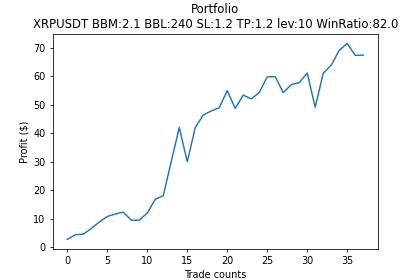 Portfolio
XRPUSDT BBM:2.1 BBL:240 SL:1.2 TP:1.2 lev:10 WinRatio:82.0
70
60
50
40
30
20
10
0
Profit ($)
0 5 10 15 20 25 30 35
Trade counts